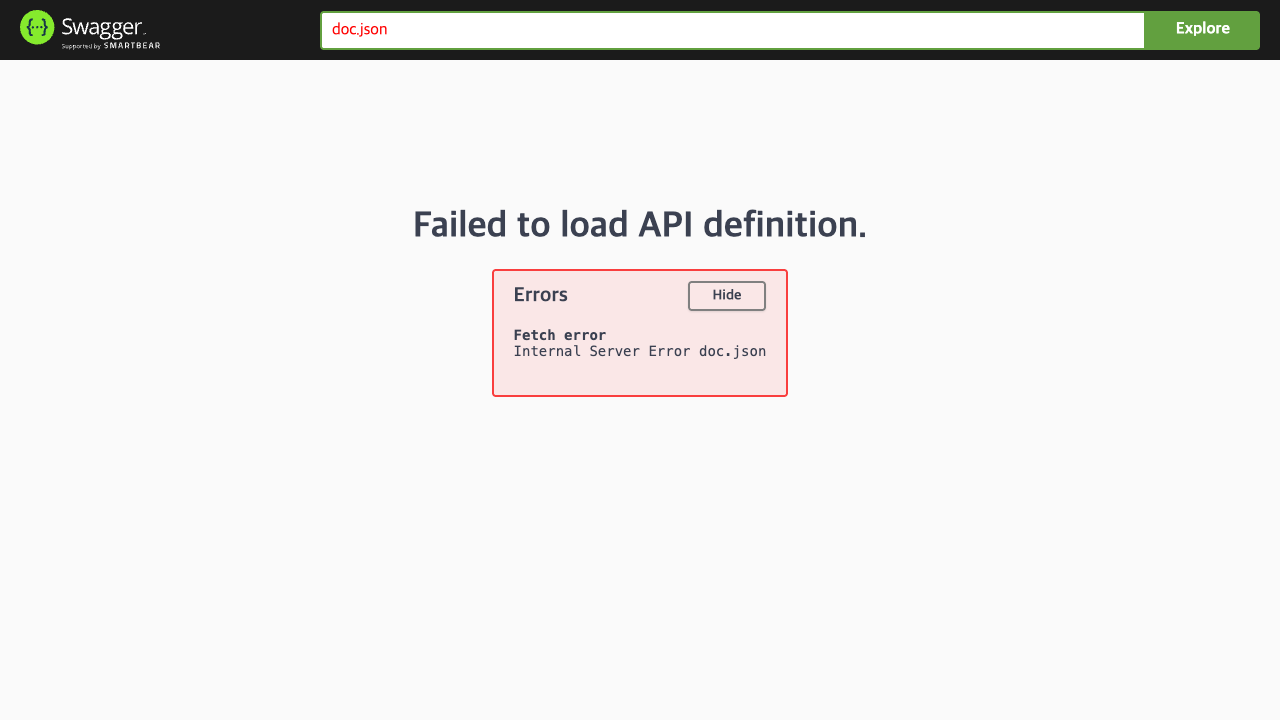 Swagger
Supported by SMARTBEAR
doc.json
Explore
Failed to load API definition.
Errors
Hide
Fetch error
Internal Server Error doc.json